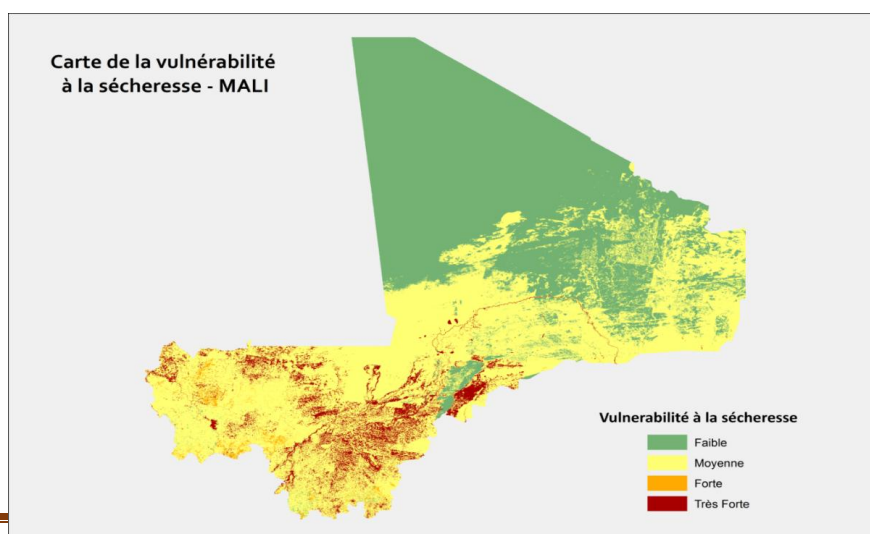 Carte de la vulnérabilité
à la sécheresse - MALI
Vulnerabilité à la sécheresse
Faible
Moyenne
Forte
Très Forte